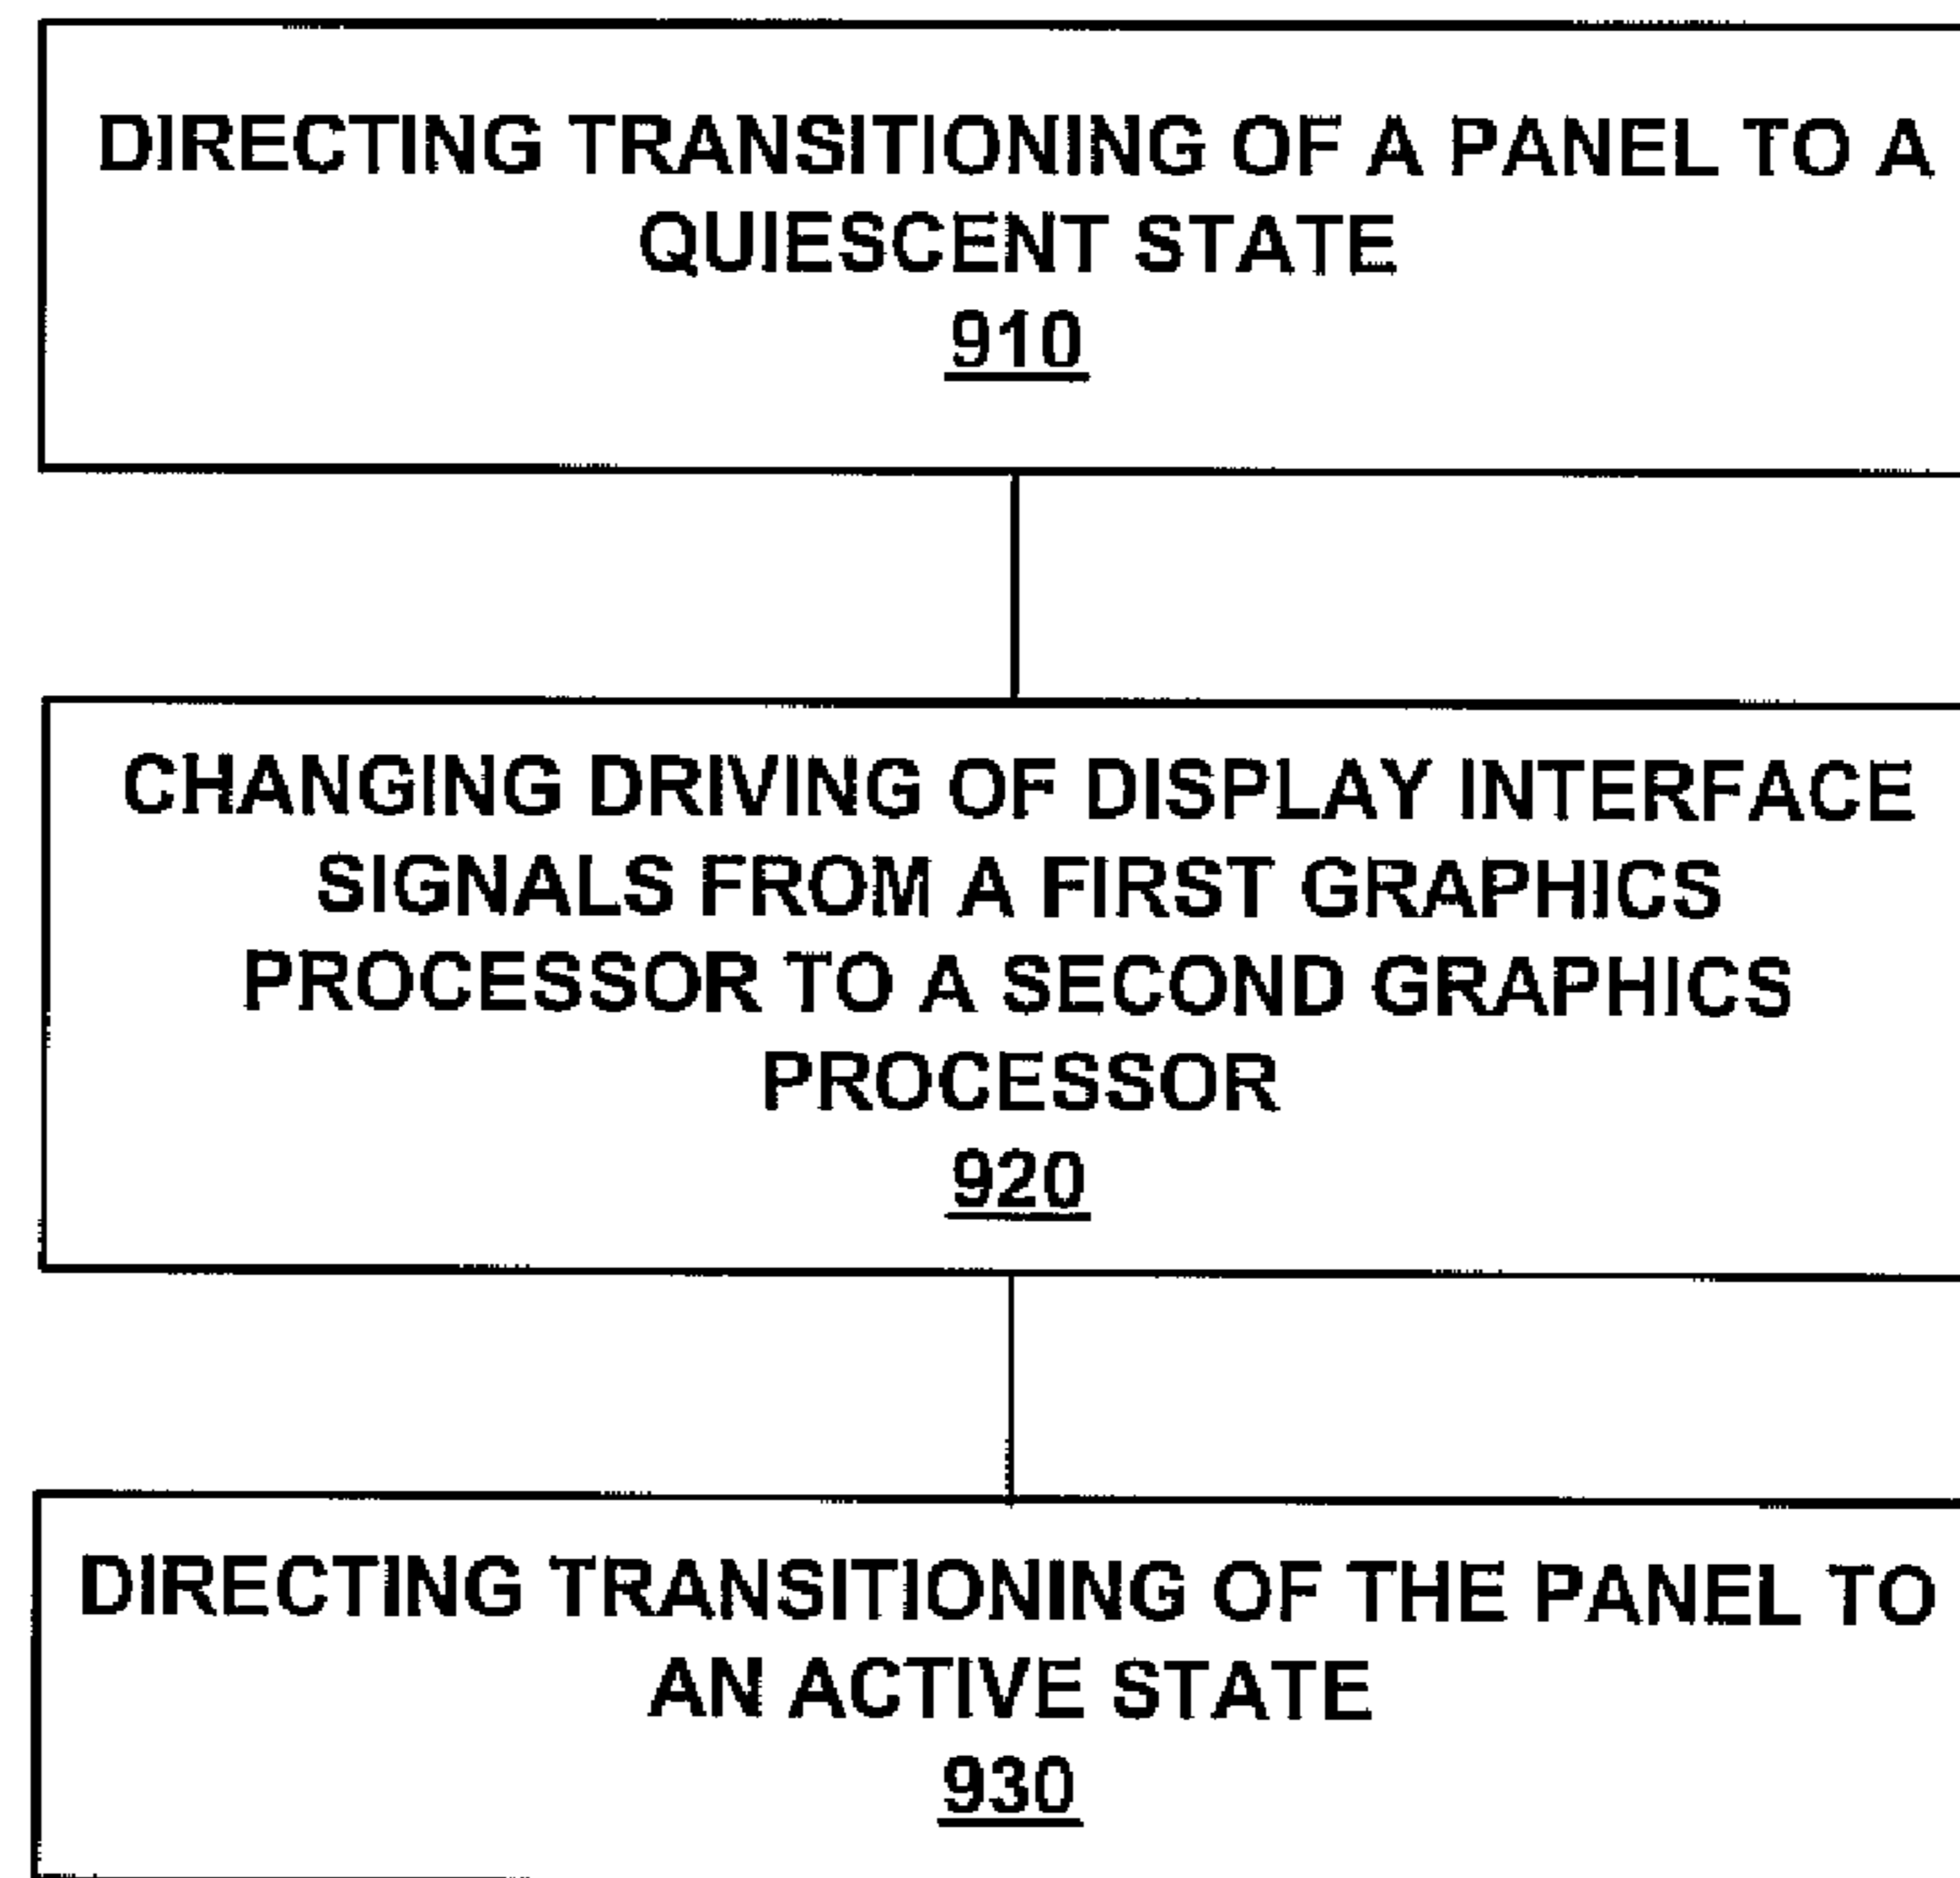 DIRECTING TRANSITIONING OF A PANEL TO A
QUIESCENT STATE
910
CHANGING DRIVING OF DISPLAY INTERFACE
SIGNALS FROM A FIRST GRAPHICS
PROCESSOR TO A SECOND GRAPHICS
PROCESSOR
920
DIRECTING TRANSITIONING OF THE PANEL TO
AN ACTIVE STATE
930